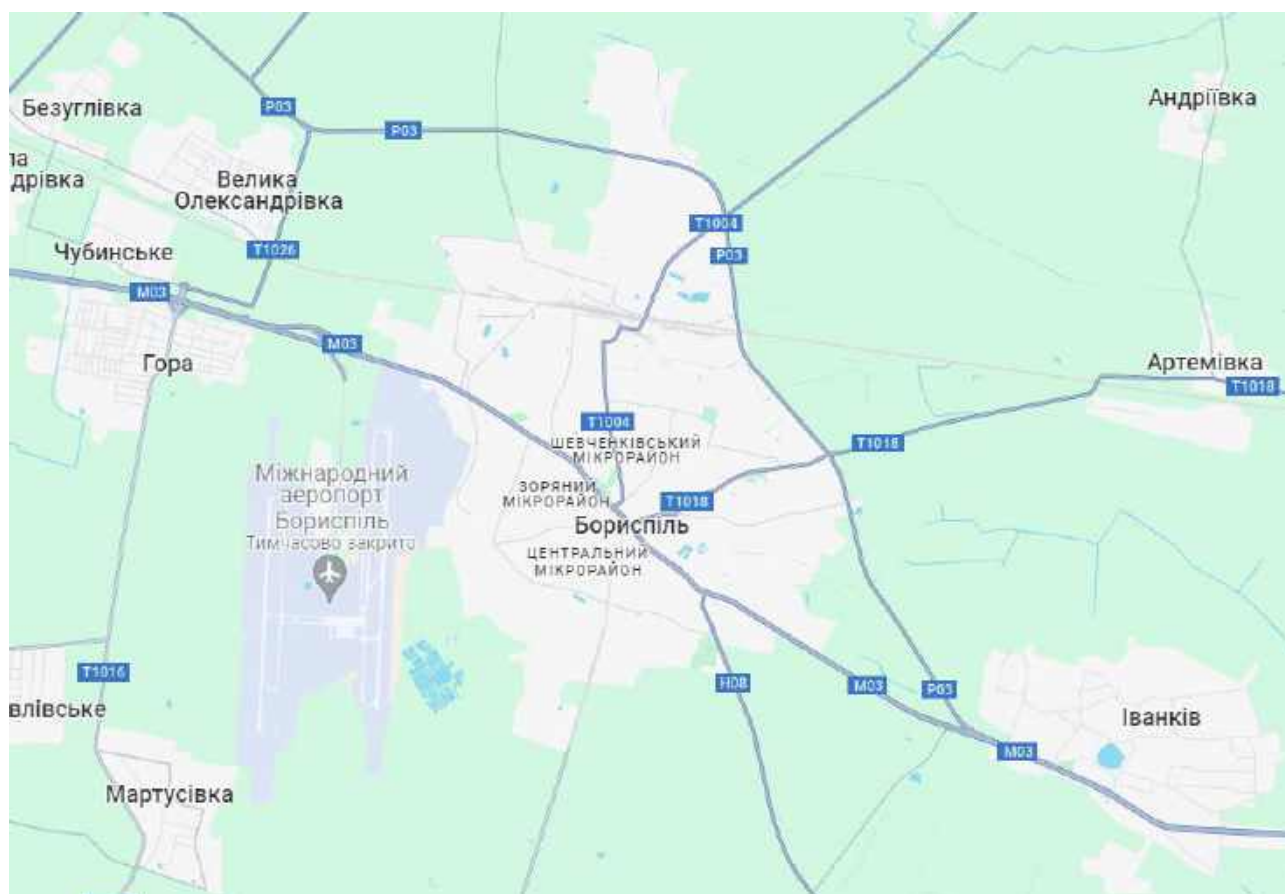 Безуглівка
P03
P03
Андріївка
ла
дрівка
Велика
Олександрівка
T1004
Чубинське
T1026
P03
M03
M03
Гора
Артемівка
T1018
T1004
T1018
ШЕВЧЕНКІВСЬКИЙ
МІКРОРАЙОН
Міжнародний
аеропорт
Бориспіль
Тимчасово закрито
ЗОРЯНИЙ
МІКРОРАЙОН
T1018
Бориспіль
ЦЕНТРАЛЬНИЙ
МІКРОРАЙОН
T1016
влівське
H08
M03
P03
Іванків
M03
Мартусівка